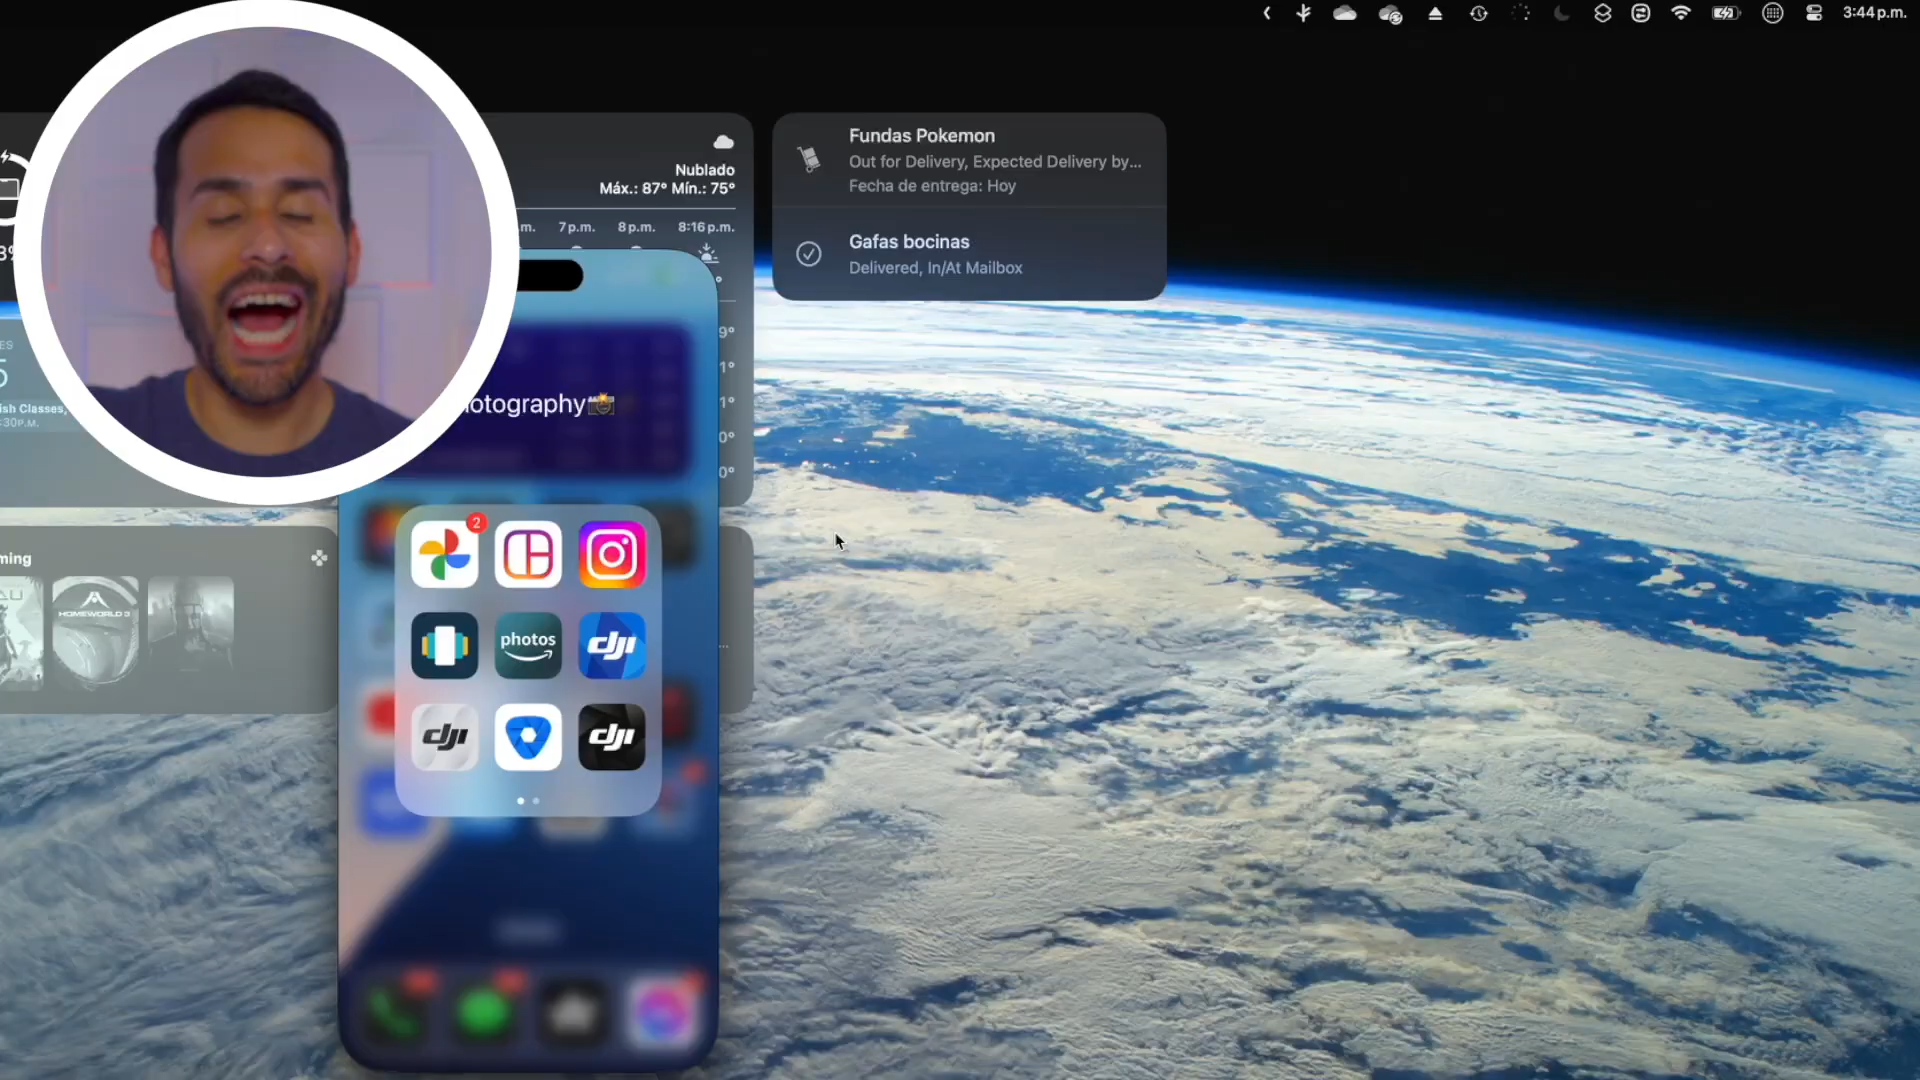 3:44 p.m.
Nublado
Máx.: 87° Mín.: 75°
7 p.m. 8 p.m. 8:16 p.m.
Fundas Pokemon
Out for Delivery, Expected Delivery by...
Fecha de entrega: Hoy
Gafas bocinas
Delivered, In/At Mailbox
ish Classes,
:30P.M.
otography📸
2
photos
dji
dji
dji
ming
HOMEWORLD 3